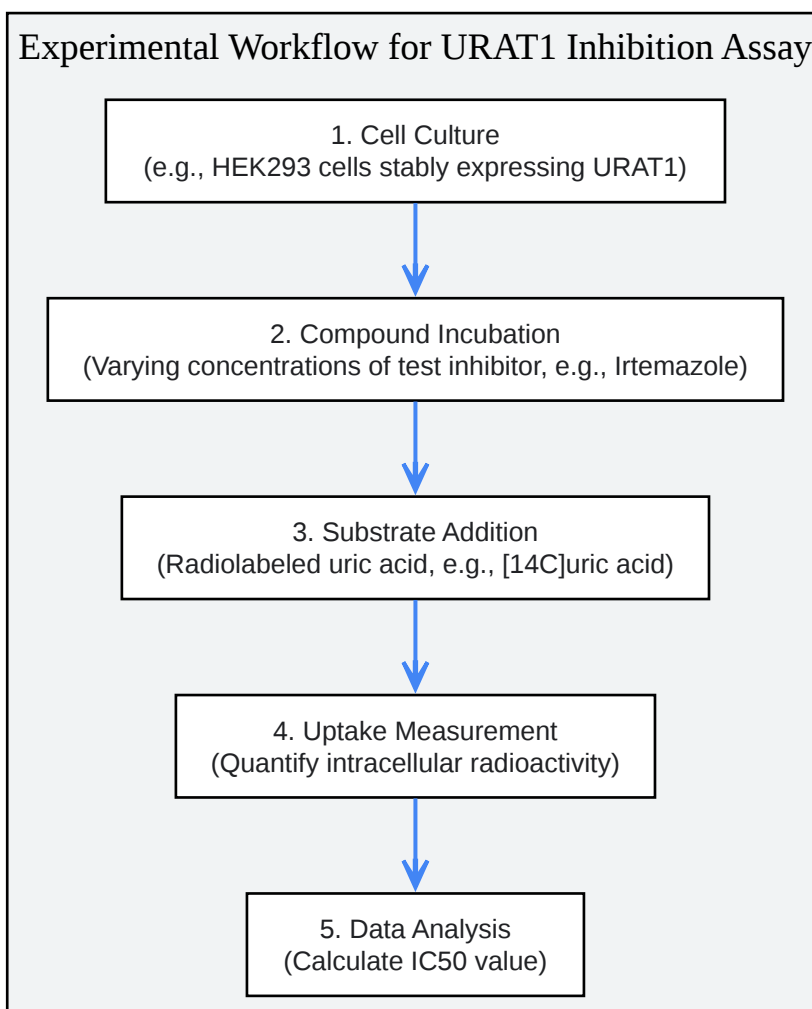 Experimental Workflow for URAT1 Inhibition Assay
1. Cell Culture
(e.g., HEK293 cells stably expressing URAT1)
2. Compound Incubation
(Varying concentrations of test inhibitor, e.g., Irtemazole)
3. Substrate Addition
(Radiolabeled uric acid, e.g., [14C]uric acid)
4. Uptake Measurement
(Quantify intracellular radioactivity)
5. Data Analysis
(Calculate IC50 value)